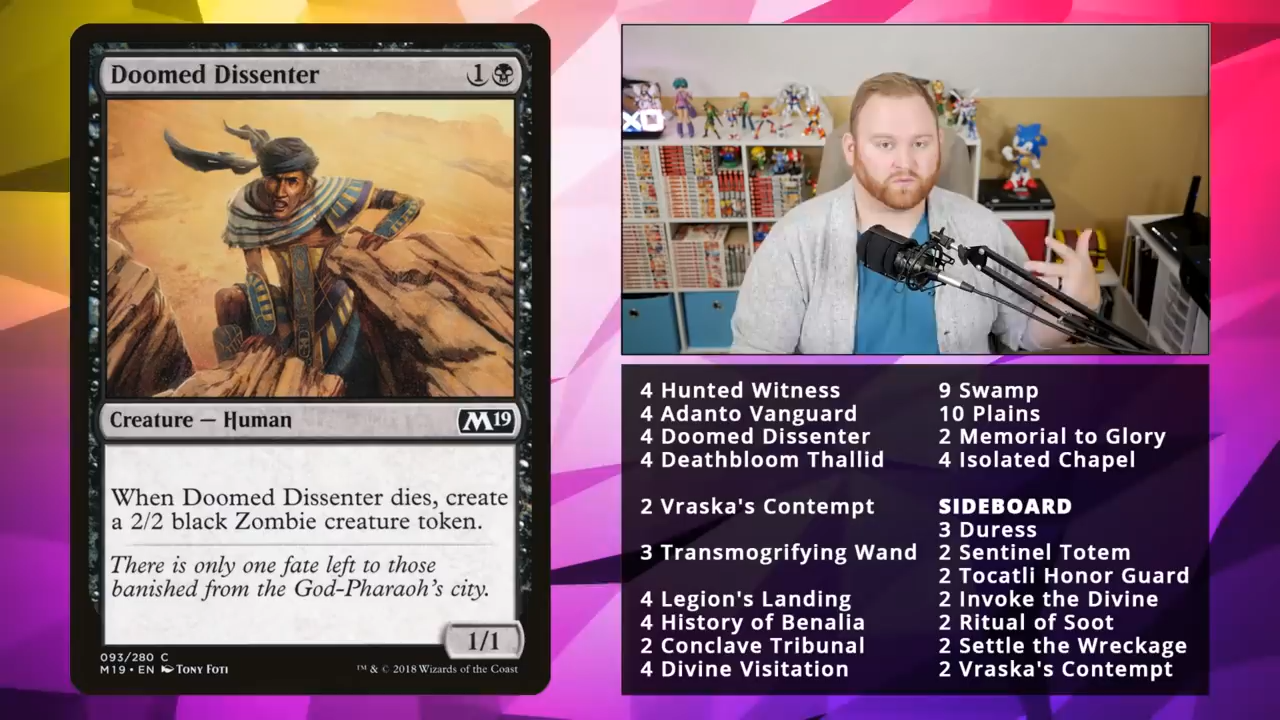 Doomed Dissenter 1
Creature — Human
M19
When Doomed Dissenter dies, create
a 2/2 black Zombie creature token.
There is only one fate left to those
banished from the God-Pharaoh's city.
1/1
093/280 C
M19 • EN Tony Foti
™ & © 2018 Wizards of the Coast
XO
4 Hunted Witness
4 Adanto Vanguard
4 Doomed Dissenter
4 Deathbloom Thallid
2 Vraska's Contempt
3 Transmogrifying Wand
4 Legion's Landing
4 History of Benalia
2 Conclave Tribunal
4 Divine Visitation
9 Swamp
10 Plains
2 Memorial to Glory
4 Isolated Chapel
SIDEBOARD
3 Duress
2 Sentinel Totem
2 Tocatli Honor Guard
2 Invoke the Divine
2 Ritual of Soot
2 Settle the Wreckage
2 Vraska's Contempt